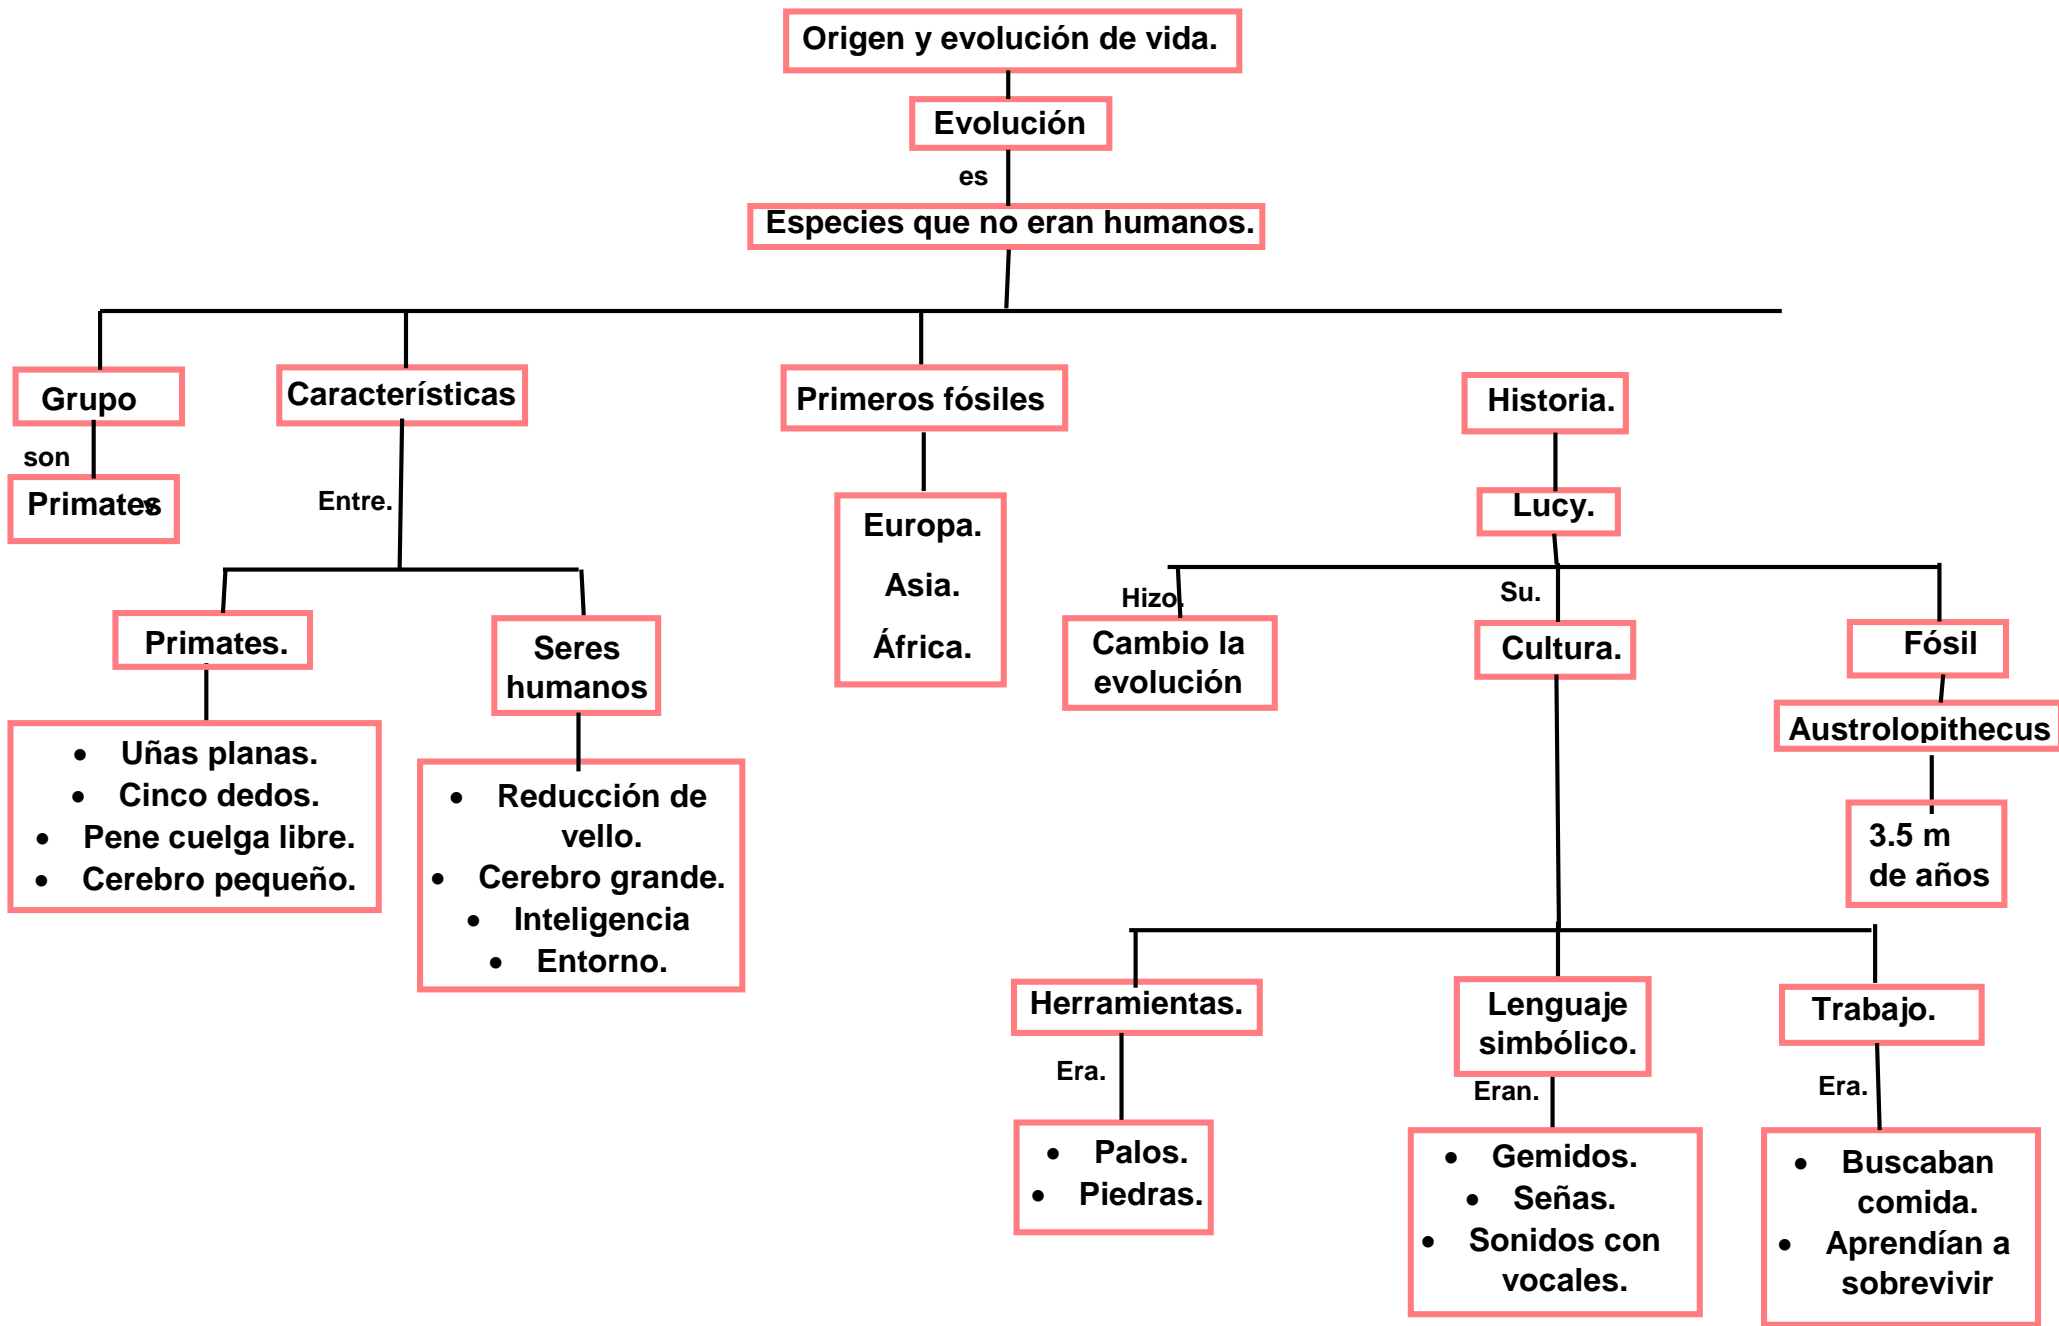 Origen y evolución de vida.
Evolución
es
Especies que no eran humanos.
Grupo
son
Primates
Características
Entre.
Primates.
• Uñas planas.
• Cinco dedos.
• Pene cuelga libre.
• Cerebro pequeño.
Seres
humanos
• Reducción de
vello.
• Cerebro grande.
• Inteligencia
• Entorno.
Primeros fósiles
Europa.
Asia.
África.
Historia.
Lucy.
Hizo.
Cambio la
evolución
Su.
Cultura.
Fósil
Austrolopithecus
3.5 m
de años
Herramientas.
Era.
• Palos.
• Piedras.
Lenguaje
simbólico.
Eran.
• Gemidos.
• Señas.
• Sonidos con
vocales.
Trabajo.
Era.
• Buscaban
comida.
• Aprendían a
sobrevivir